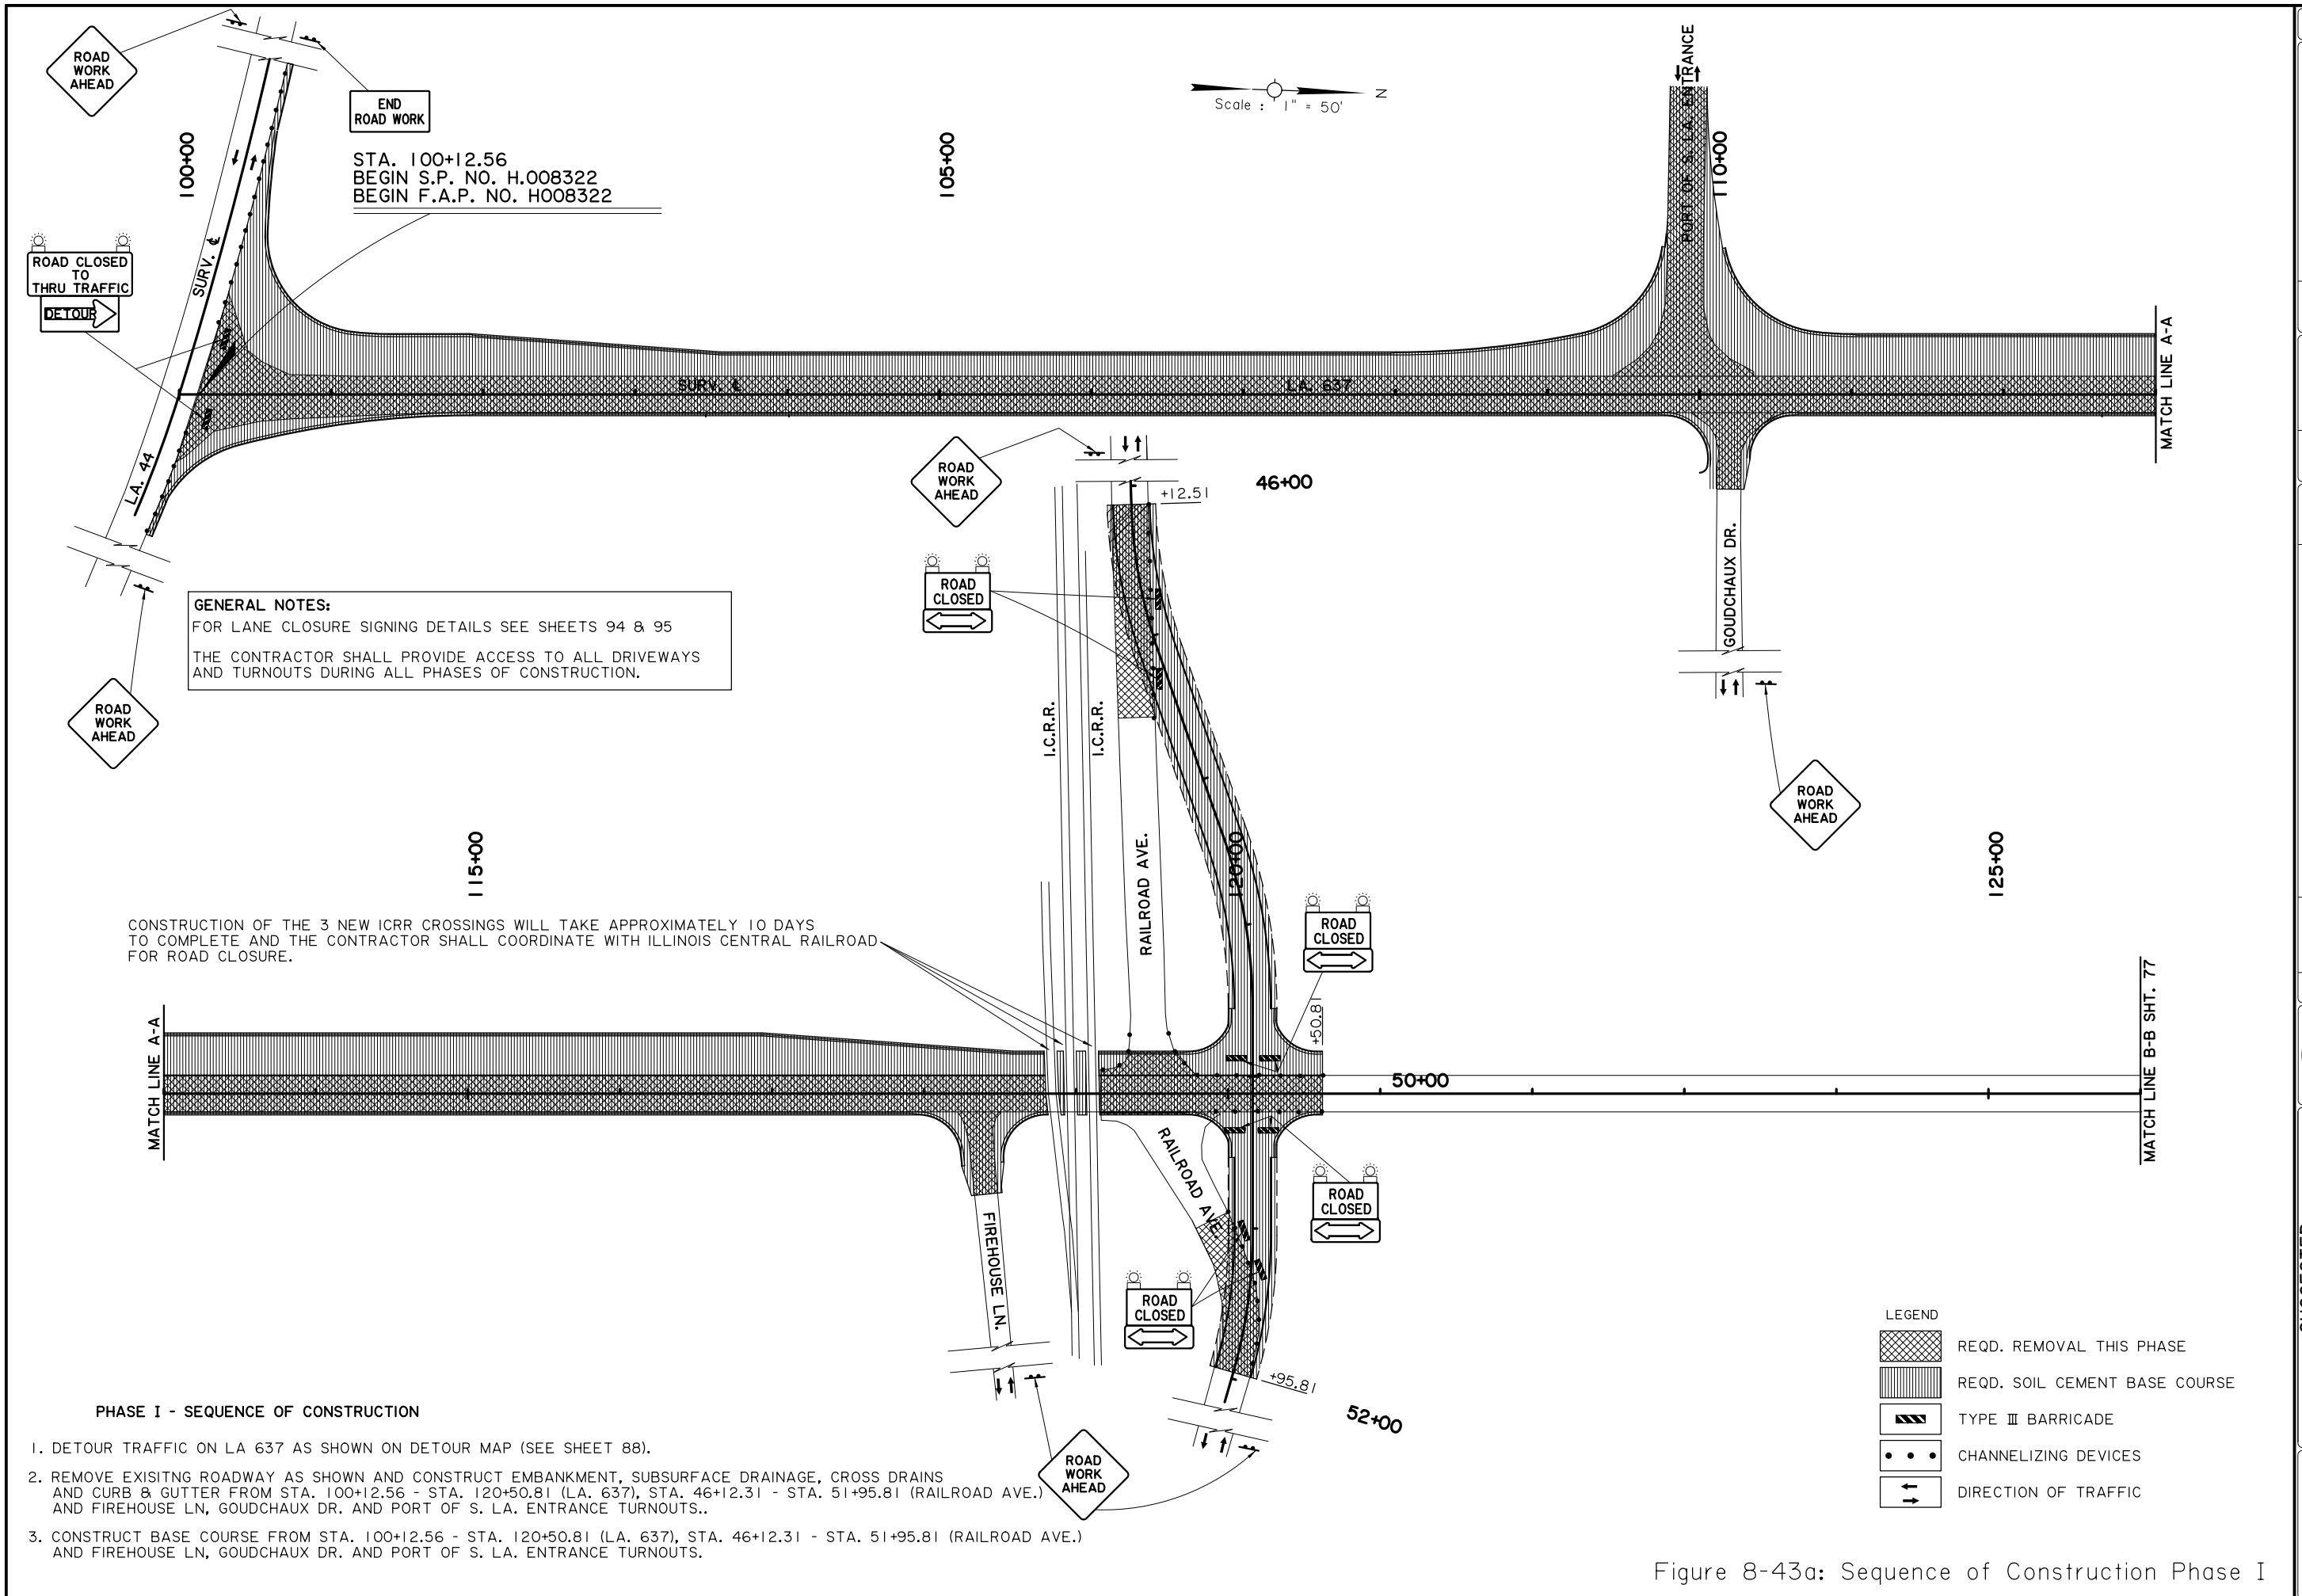 ROAD
WORK
AHEAD
END
ROAD WORK
100+00
STA. 100+12.56
BEGIN S.P. NO. H.008322
BEGIN F.A.P. NO. H008322
105+00
Scale : 1" = 50'
N
PORT OF S. LA. ENTRANCE
110+00
ROAD CLOSED
TO
THRU TRAFFIC
DETOUR
SURV. ℄
LA. 44
SURV. ℄
LA. 637
MATCH LINE A-A
ROAD
WORK
AHEAD
+12.51
46+00
ROAD
CLOSED
GOUDCHAUX DR.
GENERAL NOTES:
FOR LANE CLOSURE SIGNING DETAILS SEE SHEETS 94 & 95
THE CONTRACTOR SHALL PROVIDE ACCESS TO ALL DRIVEWAYS
AND TURNOUTS DURING ALL PHASES OF CONSTRUCTION.
ROAD
WORK
AHEAD
I.C.R.R.
I.C.R.R.
ROAD
WORK
AHEAD
115+00
RAILROAD AVE.
120+00
125+00
CONSTRUCTION OF THE 3 NEW ICRR CROSSINGS WILL TAKE APPROXIMATELY 10 DAYS
TO COMPLETE AND THE CONTRACTOR SHALL COORDINATE WITH ILLINOIS CENTRAL RAILROAD
FOR ROAD CLOSURE.
ROAD
CLOSED
+50.81
MATCH LINE A-A
50+00
MATCH LINE B-B SHT. 77
RAILROAD AVE.
ROAD
CLOSED
FIREHOUSE LN.
ROAD
CLOSED
+95.81
52+00
ROAD
WORK
AHEAD
LEGEND
REQD. REMOVAL THIS PHASE
REQD. SOIL CEMENT BASE COURSE
TYPE III BARRICADE
CHANNELIZING DEVICES
DIRECTION OF TRAFFIC
PHASE I - SEQUENCE OF CONSTRUCTION
1. DETOUR TRAFFIC ON LA 637 AS SHOWN ON DETOUR MAP (SEE SHEET 88).
2. REMOVE EXISITNG ROADWAY AS SHOWN AND CONSTRUCT EMBANKMENT, SUBSURFACE DRAINAGE, CROSS DRAINS
AND CURB & GUTTER FROM STA. 100+12.56 - STA. 120+50.81 (LA. 637), STA. 46+12.31 - STA. 51+95.81 (RAILROAD AVE.)
AND FIREHOUSE LN, GOUDCHAUX DR. AND PORT OF S. LA. ENTRANCE TURNOUTS..
3. CONSTRUCT BASE COURSE FROM STA. 100+12.56 - STA. 120+50.81 (LA. 637), STA. 46+12.31 - STA. 51+95.81 (RAILROAD AVE.)
AND FIREHOUSE LN, GOUDCHAUX DR. AND PORT OF S. LA. ENTRANCE TURNOUTS.
Figure 8-43a: Sequence of Construction Phase I